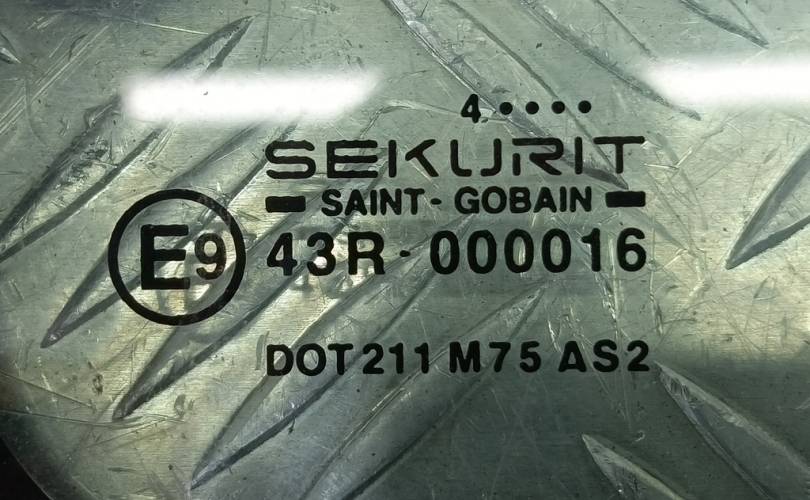 4••••
SEKURIT
SAINT-GOBAIN
E9 43R-000016
DOT 211 M75 AS2